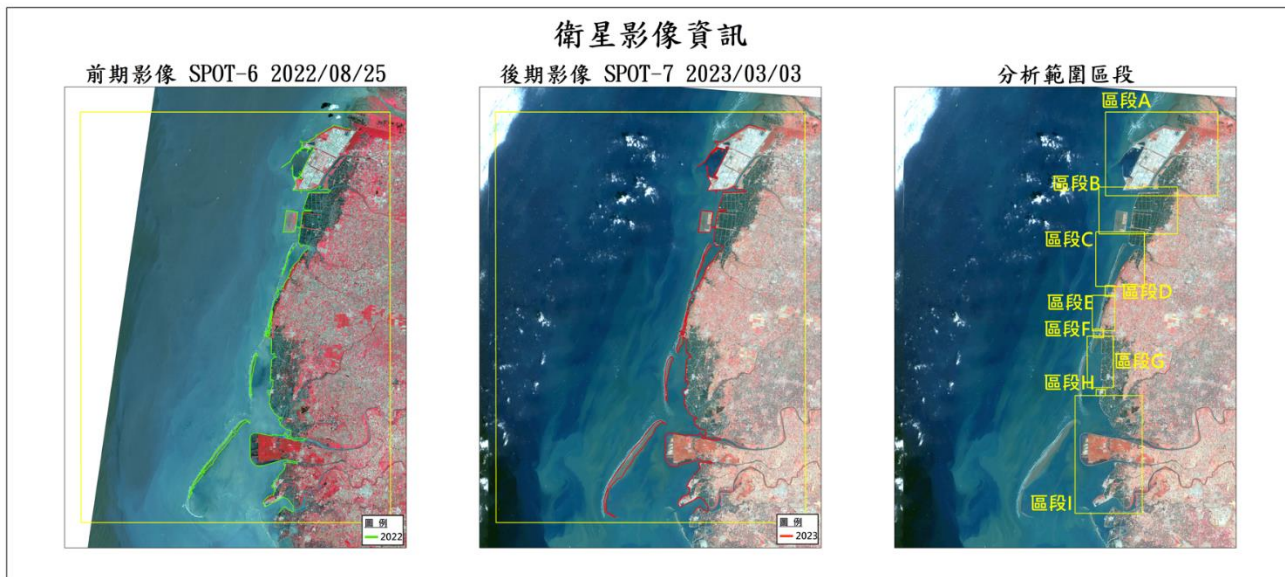 衛星影像資訊
前期影像 SPOT-6 2022/08/25
後期影像 SPOT-7 2023/03/03
分析範圍區段
圖 例
2022
圖 例
2023
區段A
區段B
區段C
區段D
區段E
區段F
區段G
區段H
區段I